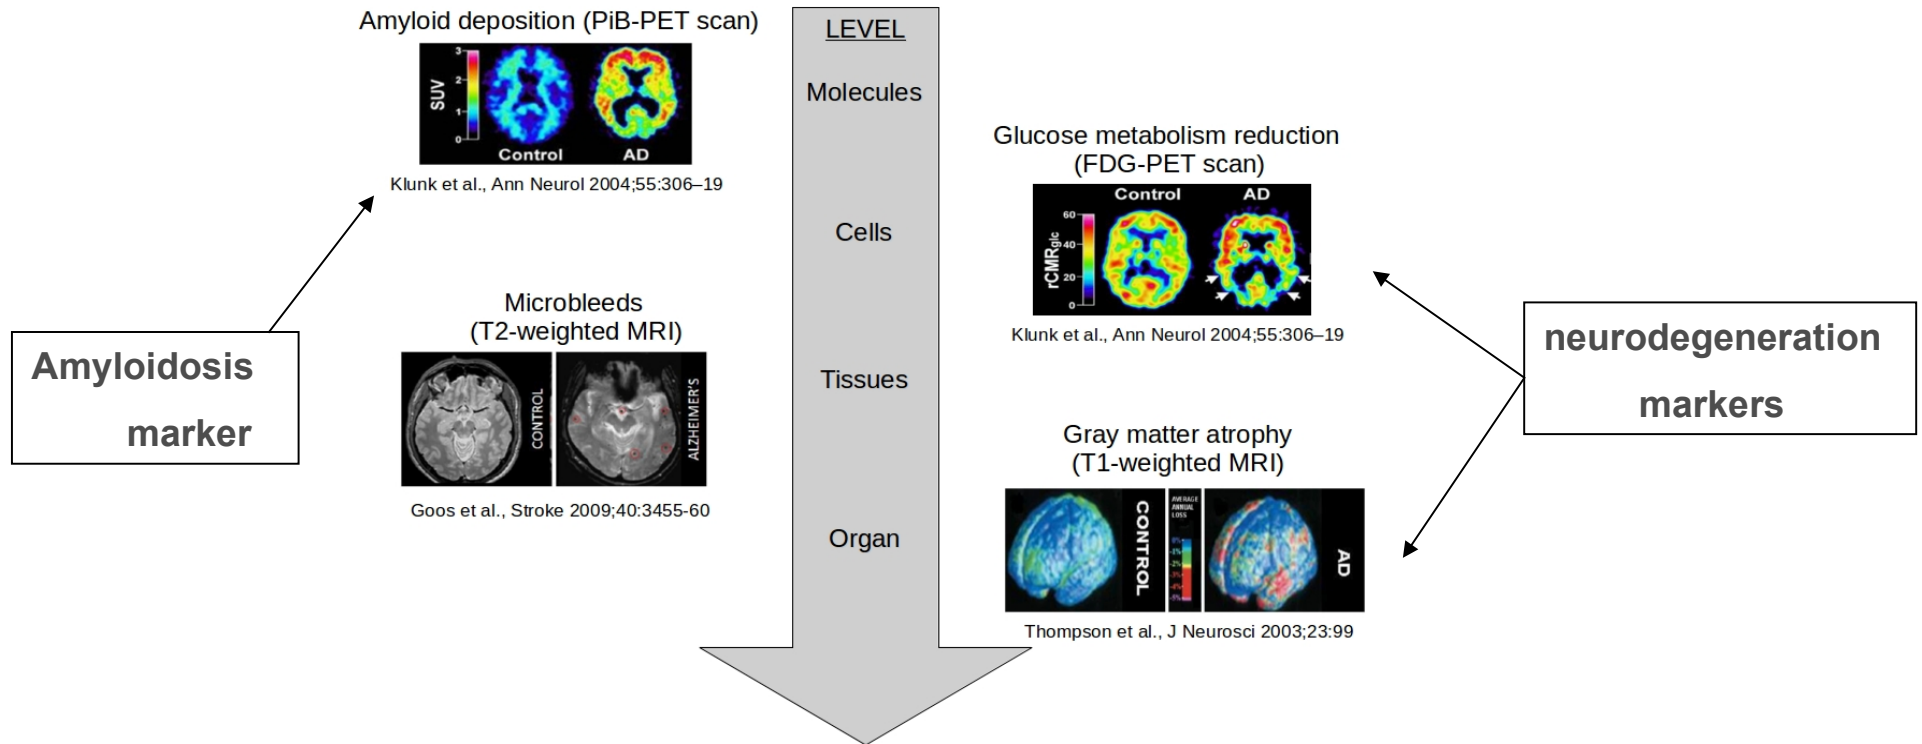 Amyloid deposition (PiB-PET scan)
SUV
3
2
1
0
Control
AD
Klunk et al., Ann Neurol 2004;55:306–19
Amyloidosis
marker
Microbleeds
(T2-weighted MRI)
CONTROL
ALZHEIMER'S
Goos et al., Stroke 2009;40:3455-60
LEVEL
Molecules
Cells
Tissues
Organ
Glucose metabolism reduction
(FDG-PET scan)
Control
AD
rCMRglc
60
40
20
0
Klunk et al., Ann Neurol 2004;55:306–19
neurodegeneration
markers
Gray matter atrophy
(T1-weighted MRI)
CONTROL
AVERAGE
ANNUAL
LOSS
AD
Thompson et al., J Neurosci 2003;23:99